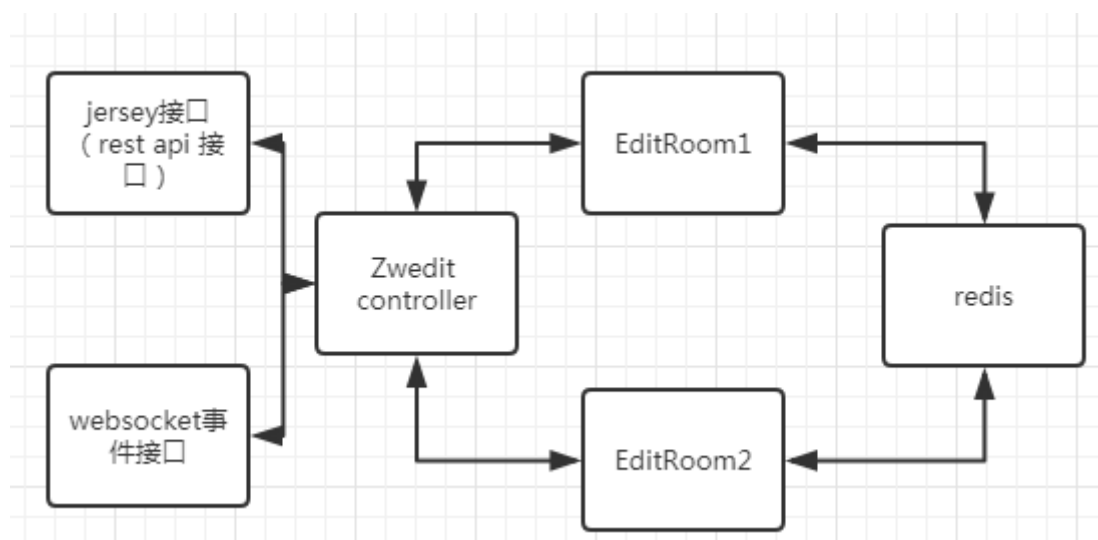 jersey接口
（rest api 接
口）
EditRoom1
Zwedit
controller
redis
websocket事
件接口
EditRoom2